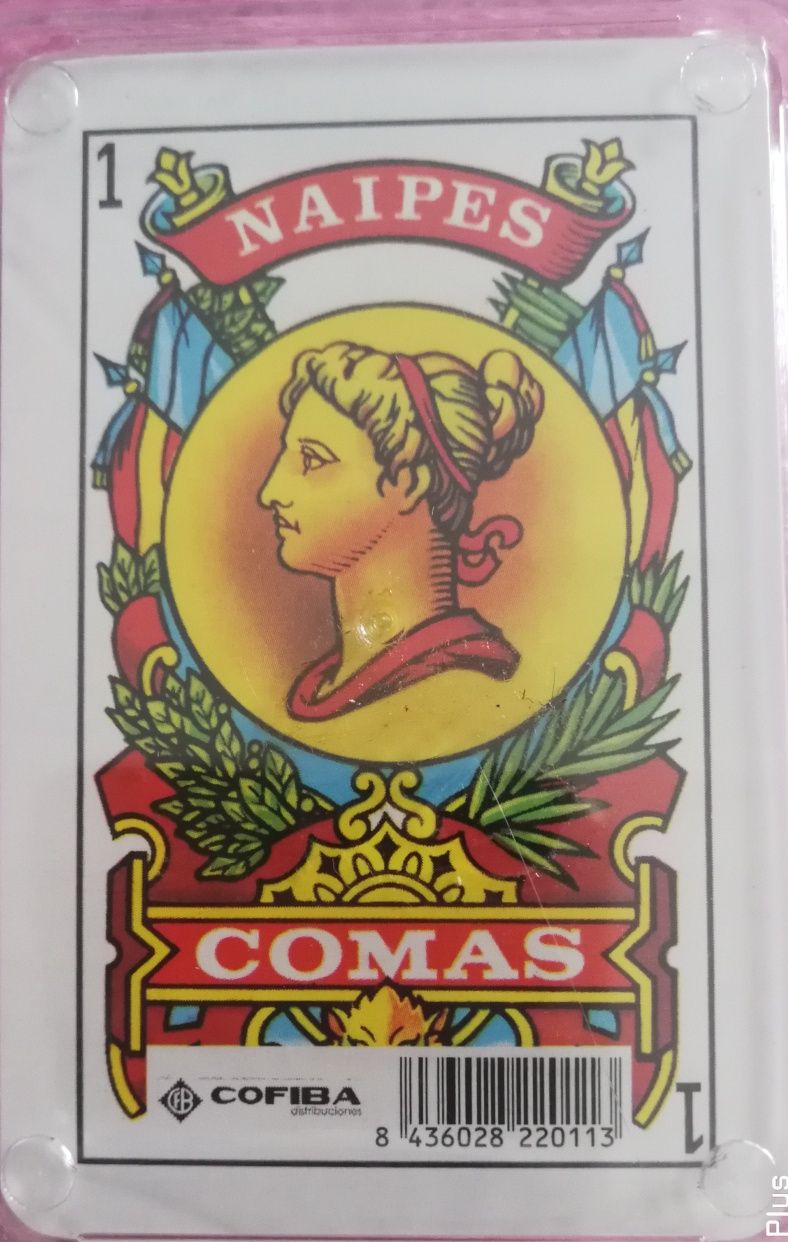 1
NAIPES
COMAS
COFIBA
distribuciones
8 436028 220113
1
Plus